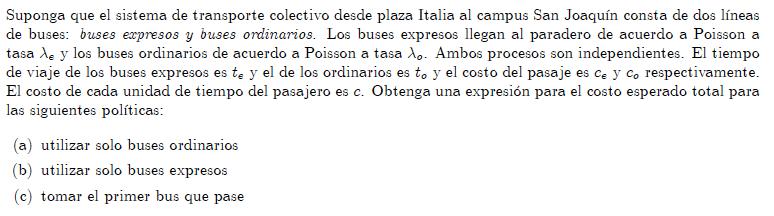 Suponga que el sistema de transporte colectivo desde plaza Italia al campus San Joaquín consta de dos líneas
de buses: buses expresos y buses ordinarios. Los buses expresos llegan al paradero de acuerdo a Poisson a
tasa λₑ y los buses ordinarios de acuerdo a Poisson a tasa λₒ. Ambos procesos son independientes. El tiempo
de viaje de los buses expresos es tₑ y el de los ordinarios es tₒ y el costo del pasaje es cₑ y cₒ respectivamente.
El costo de cada unidad de tiempo del pasajero es c. Obtenga una expresión para el costo esperado total para
las siguientes políticas:
(a) utilizar solo buses ordinarios
(b) utilizar solo buses expresos
(c) tomar el primer bus que pase